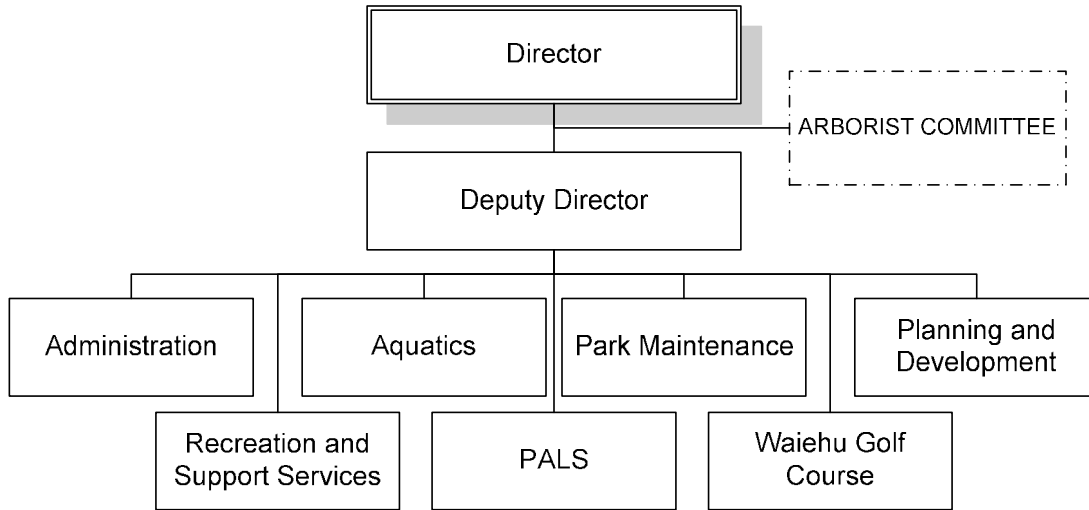 Director
ARBORIST COMMITTEE
Deputy Director
Administration
Aquatics
Park Maintenance
Planning and
Development
Recreation and
Support Services
PALS
Waiehu Golf
Course